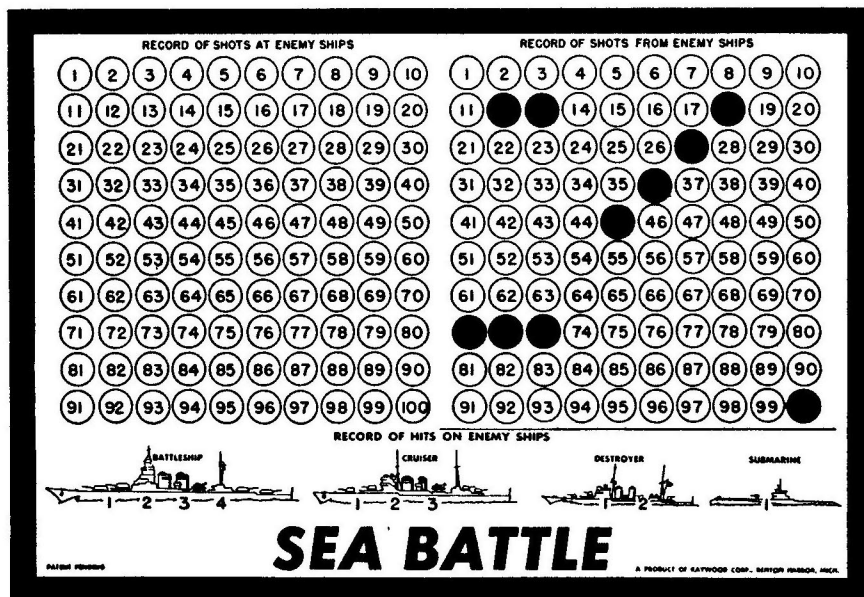 RECORD OF SHOTS AT ENEMY SHIPS
RECORD OF SHOTS FROM ENEMY SHIPS
1 2 3 4 5 6 7 8 9 10
1 2 3 4 5 6 7 8 9 10
11 12 13 14 15 16 17 18 19 20
11 14 15 16 17 19 20
21 22 23 24 25 26 27 28 29 30
21 22 23 24 25 26 28 29 30
31 32 33 34 35 36 37 38 39 40
31 32 33 34 35 37 38 39 40
41 42 43 44 45 46 47 48 49 50
41 42 43 44 46 47 48 49 50
51 52 53 54 55 56 57 58 59 60
51 52 53 54 55 56 57 58 59 60
61 62 63 64 65 66 67 68 69 70
61 62 63 64 65 66 67 68 69 70
71 72 73 74 75 76 77 78 79 80
74 75 76 77 78 79 80
81 82 83 84 85 86 87 88 89 90
81 82 83 84 85 86 87 88 89 90
91 92 93 94 95 96 97 98 99 100
91 92 93 94 95 96 97 98 99
RECORD OF HITS ON ENEMY SHIPS
BATTLESHIP CRUISER DESTROYER SUBMARINE
1 2 3 4 1 2 3 1 2 1
SEA BATTLE
PATENT PENDING
A PRODUCT OF KAYWOOD CORP., BENTON HARBOR, MICH.